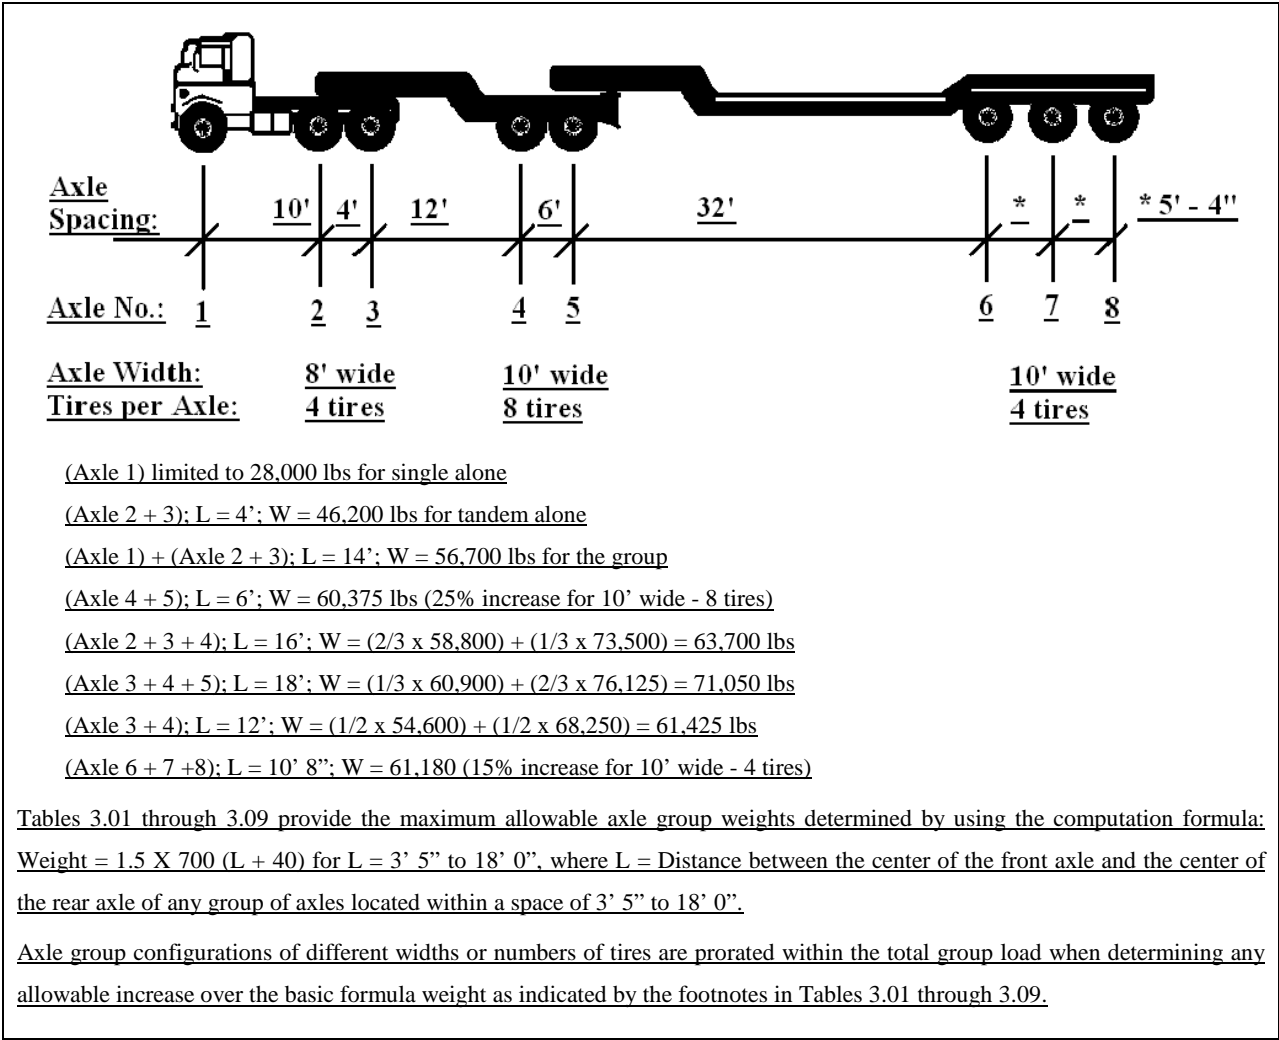 Axle
Spacing:
10' 4' 12' 6' 32' * * * 5' - 4"
Axle No.: 1 2 3 4 5 6 7 8
Axle Width: 8' wide 10' wide 10' wide
Tires per Axle: 4 tires 8 tires 4 tires
(Axle 1) limited to 28,000 lbs for single alone
(Axle 2 + 3); L = 4’; W = 46,200 lbs for tandem alone
(Axle 1) + (Axle 2 + 3); L = 14’; W = 56,700 lbs for the group
(Axle 4 + 5); L = 6’; W = 60,375 lbs (25% increase for 10’ wide - 8 tires)
(Axle 2 + 3 + 4); L = 16’; W = (2/3 x 58,800) + (1/3 x 73,500) = 63,700 lbs
(Axle 3 + 4 + 5); L = 18’; W = (1/3 x 60,900) + (2/3 x 76,125) = 71,050 lbs
(Axle 3 + 4); L = 12’; W = (1/2 x 54,600) + (1/2 x 68,250) = 61,425 lbs
(Axle 6 + 7 +8); L = 10’ 8”; W = 61,180 (15% increase for 10’ wide - 4 tires)
Tables 3.01 through 3.09 provide the maximum allowable axle group weights determined by using the computation formula:
Weight = 1.5 X 700 (L + 40) for L = 3’ 5” to 18’ 0”, where L = Distance between the center of the front axle and the center of
the rear axle of any group of axles located within a space of 3’ 5” to 18’ 0”.
Axle group configurations of different widths or numbers of tires are prorated within the total group load when determining any
allowable increase over the basic formula weight as indicated by the footnotes in Tables 3.01 through 3.09.